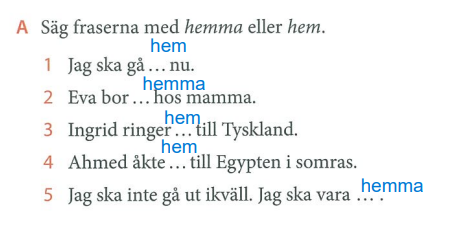 A Säg fraserna med hemma eller hem.
hem
1 Jag ska gå ... nu.
hemma
2 Eva bor ... hos mamma.
hem
3 Ingrid ringer ... till Tyskland.
hem
4 Ahmed åkte ... till Egypten i somras.
hemma
5 Jag ska inte gå ut ikväll. Jag ska vara ... .